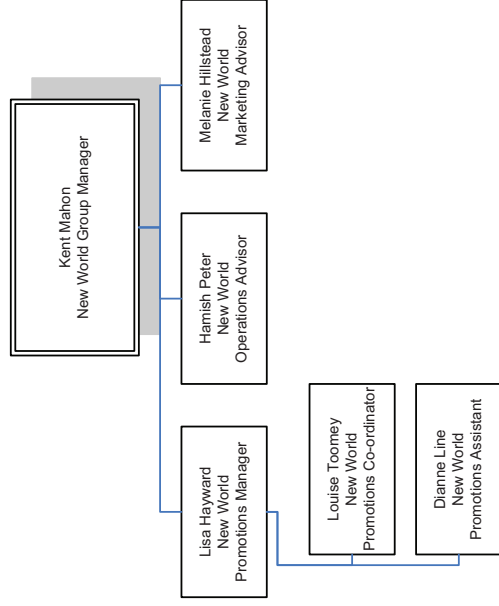 Kent Mahon
New World Group Manager
Lisa Hayward
New World
Promotions Manager
Hamish Peter
New World
Operations Advisor
Melanie Hillstead
New World
Marketing Advisor
Louise Toomey
New World
Promotions Co-ordinator
Dianne Line
New World
Promotions Assistant